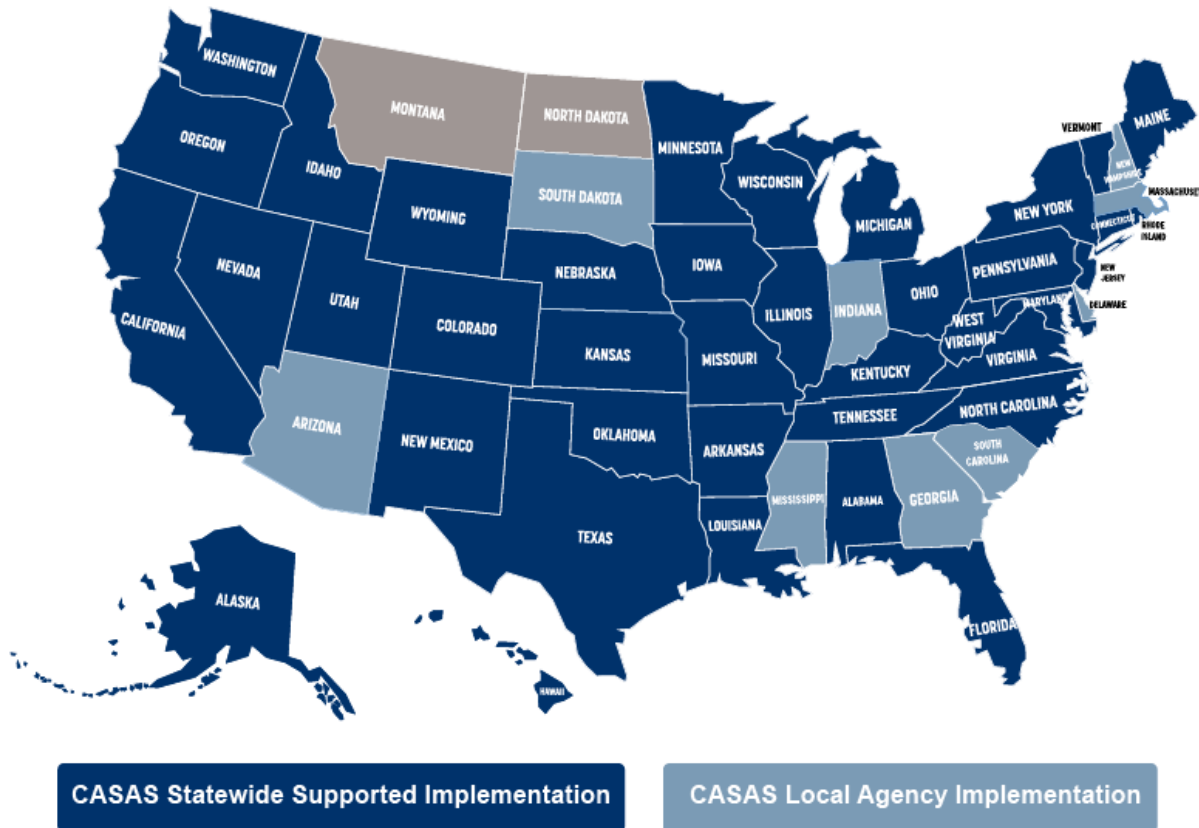 WASHINGTON
MONTANA
NORTH DAKOTA
MINNESOTA
MAINE
VERMONT
OREGON
IDAHO
NEW
HAMPSHIRE
WISCONSIN
SOUTH DAKOTA
MASSACHUSE
WYOMING
NEW YORK
MICHIGAN
CONNECTICUT
RHODE
ISLAND
NEVADA
NEBRASKA
IOWA
PENNSYLVANIA
NEW
JERSEY
UTAH
COLORADO
ILLINOIS
INDIANA
OHIO
MARYLAND
DELAWARE
CALIFORNIA
WEST
VIRGINIA
KANSAS
MISSOURI
VIRGINIA
KENTUCKY
NORTH CAROLINA
TENNESSEE
ARIZONA
NEW MEXICO
OKLAHOMA
ARKANSAS
SOUTH
CAROLINA
MISSISSIPPI
ALABAMA
GEORGIA
TEXAS
LOUISIANA
ALASKA
FLORIDA
HAWAII
CASAS Statewide Supported Implementation
CASAS Local Agency Implementation